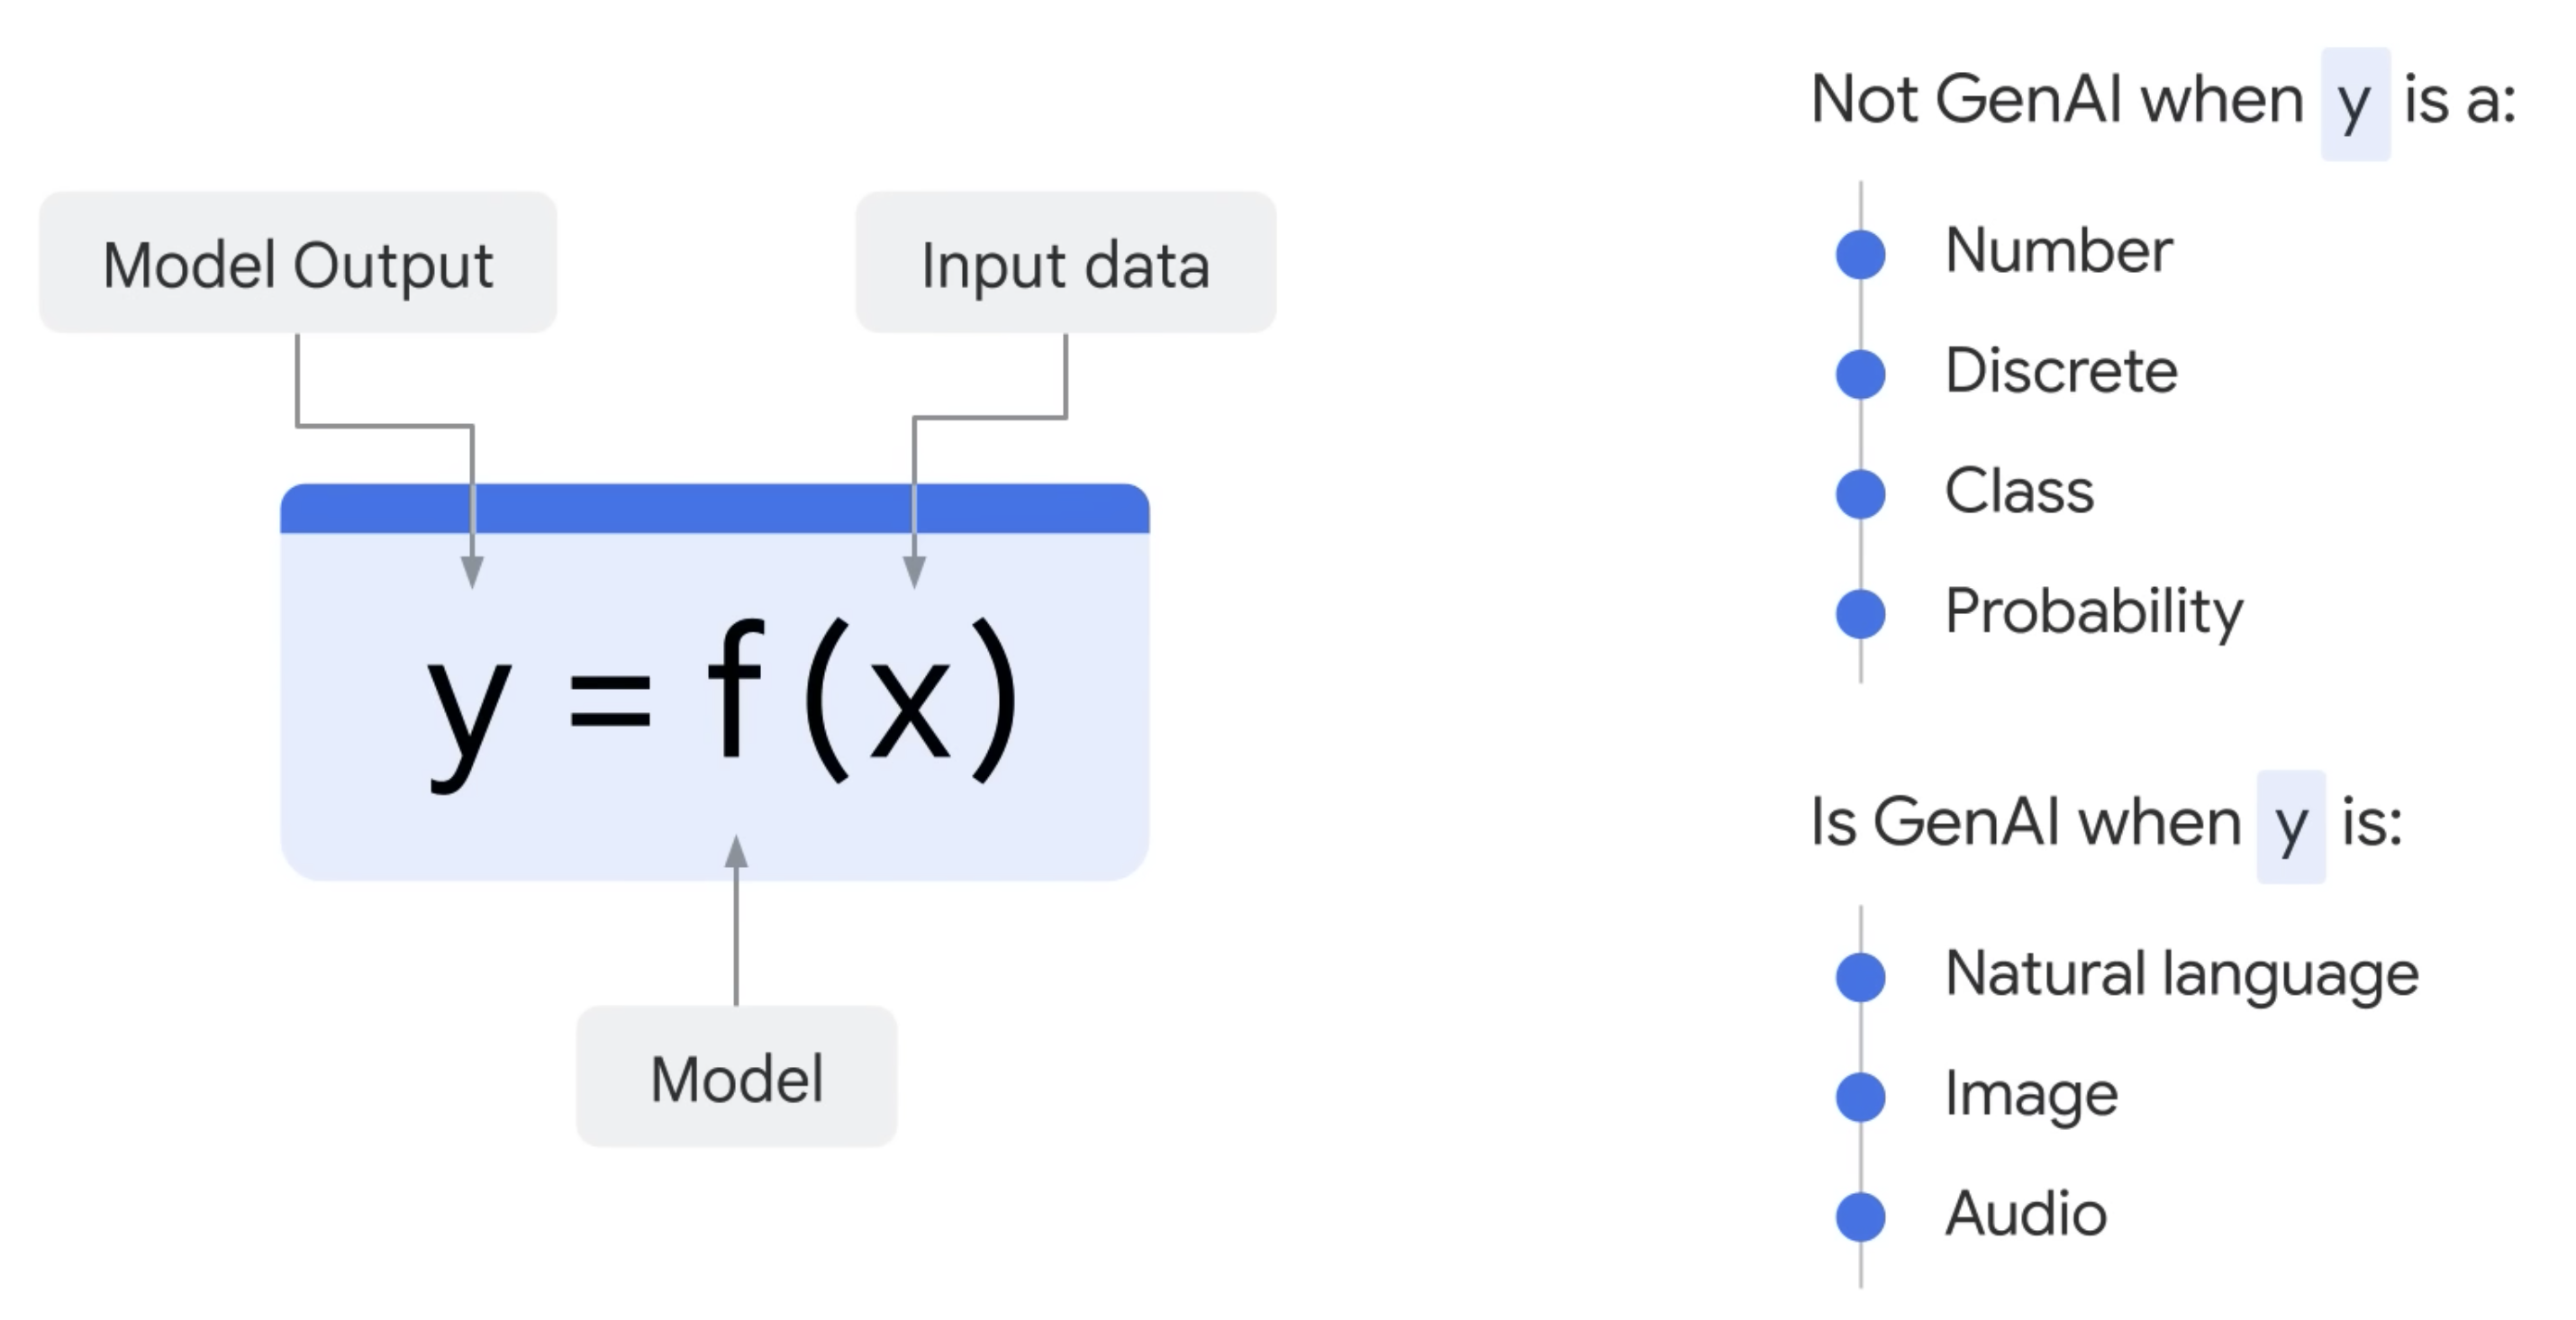 Model Output
Input data
y = f (x)
Model
Not GenAI when y is a:
Number
Discrete
Class
Probability
Is GenAI when y is:
Natural language
Image
Audio